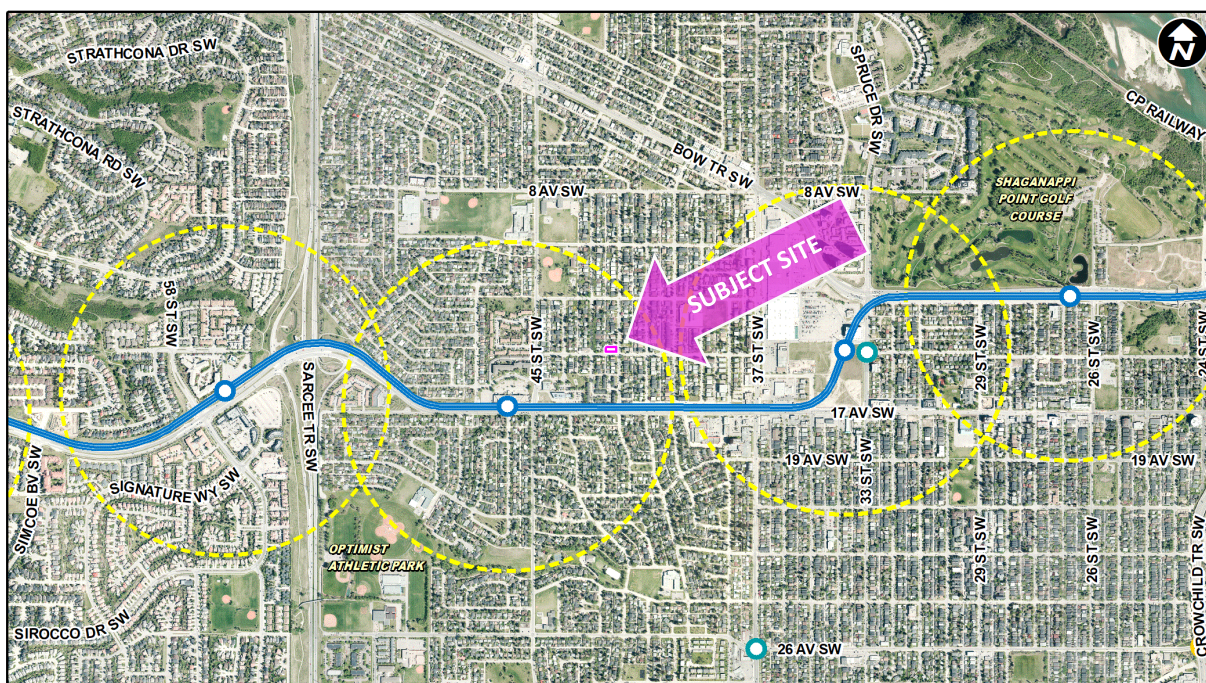 STRATHCONA DR SW
STRATHCONA RD SW
SPRUCE DR SW
N
CP RAILWAY
BOW TR SW
8 AV SW
8 AV SW
SHAGANAPPI
POINT GOLF
COURSE
SUBJECT SITE
58 ST SW
SARCEE TR SW
45 ST SW
37 ST SW
29 ST SW
26 ST SW
24 ST SW
17 AV SW
19 AV SW
19 AV SW
33 ST SW
SIMCOE BV SW
SIGNATURE WY SW
OPTIMIST
ATHLETIC PARK
29 ST SW
26 ST SW
CROWCHILD TR SW
SIROCCO DR SW
26 AV SW